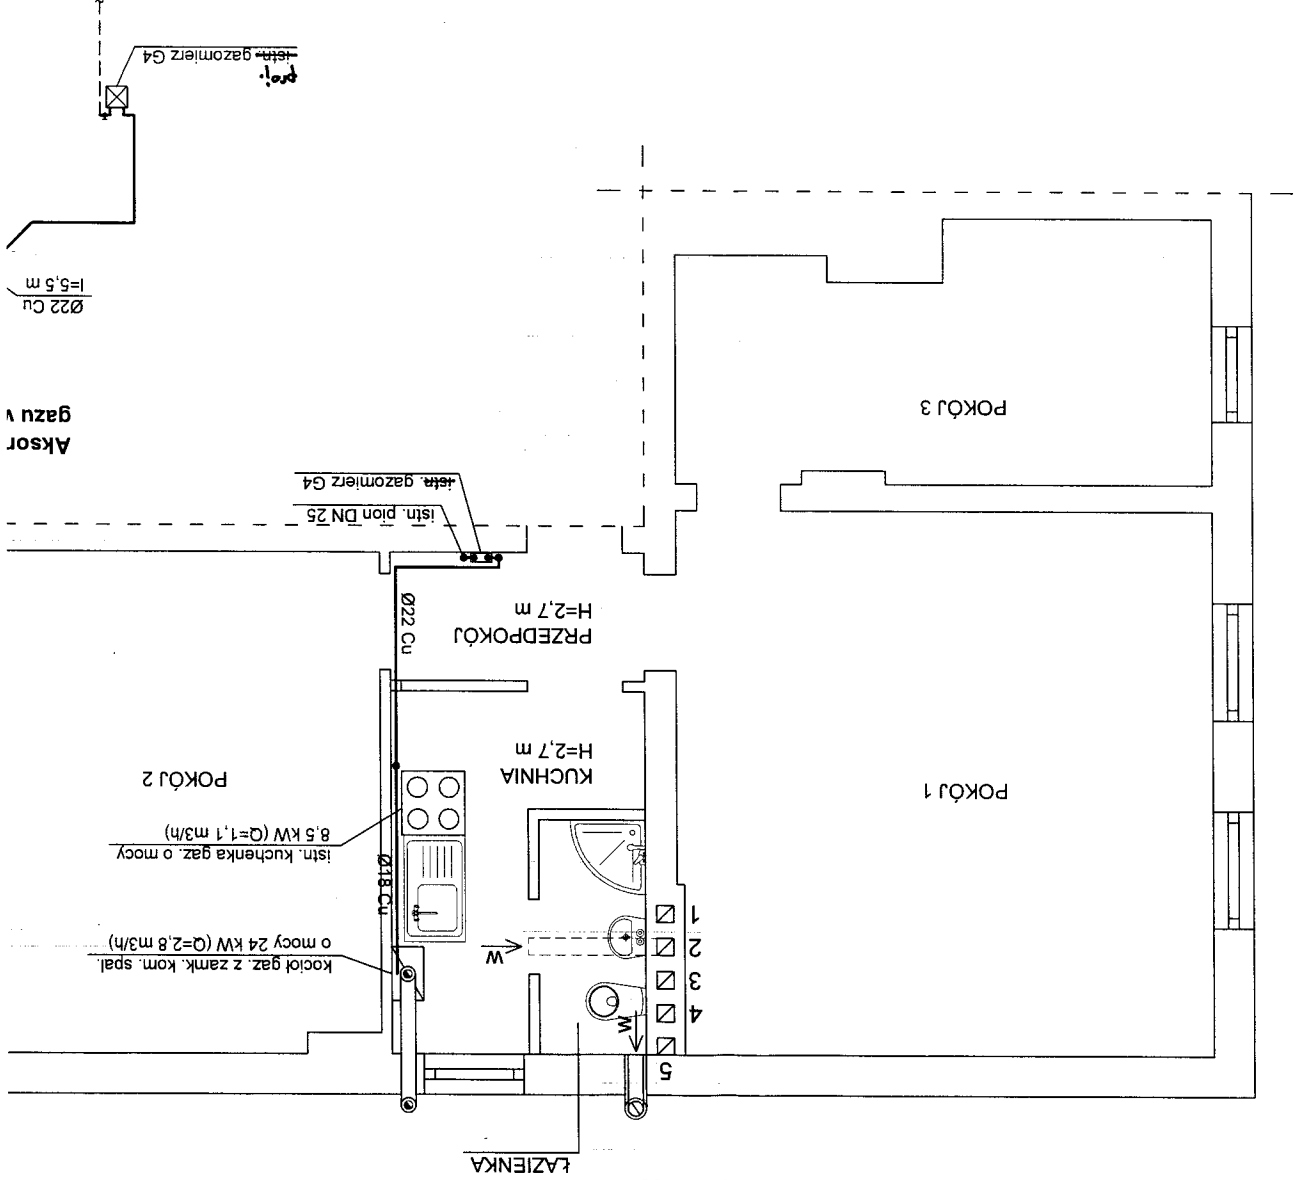 ŁAZIENKA
5
4
W
3
2
W
1
kocioł gaz. z zamk. kom. spal.
o mocy 24 kW (Q=2,8 m3/h)
Ø18 Cu
istn. kuchenka gaz. o mocy
8,5 kW (Q=1,1 m3/h)
POKÓJ 1
KUCHNIA
H=2,7 m
POKÓJ 2
PRZEDPOKÓJ
H=2,7 m
Ø22 Cu
istn. pion DN 25
istn. gazomierz G4
Aksor
gazu
POKÓJ 3
Ø22 Cu
l=5,5 m
proj.
istn. gazomierz G4